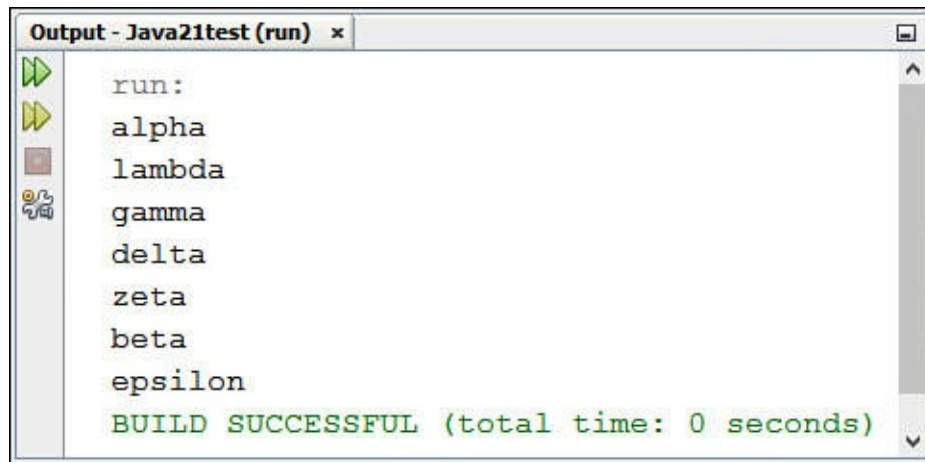 Output - Java21test (run) ×
run:
alpha
lambda
gamma
delta
zeta
beta
epsilon
BUILD SUCCESSFUL (total time: 0 seconds)